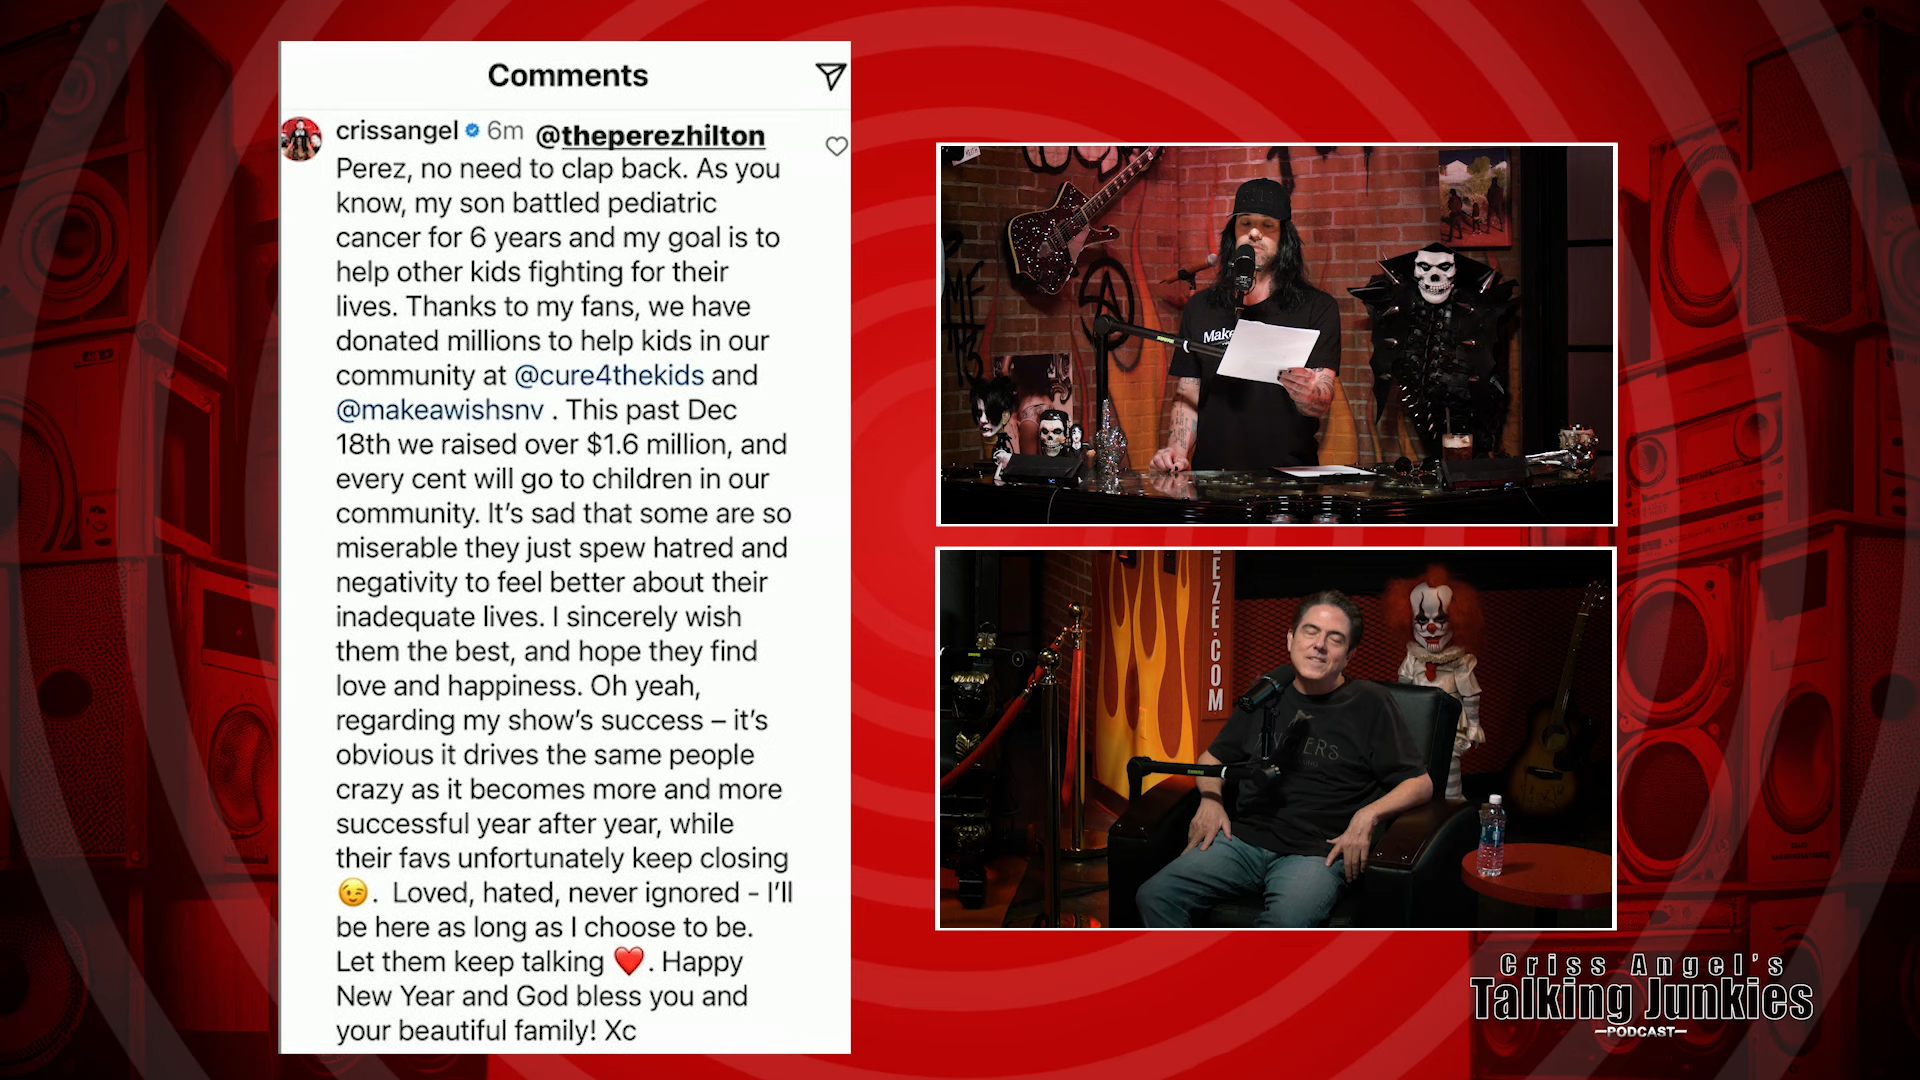 Comments
crissangel 6m @theperezhilton
Perez, no need to clap back. As you
know, my son battled pediatric
cancer for 6 years and my goal is to
help other kids fighting for their
lives. Thanks to my fans, we have
donated millions to help kids in our
community at @cure4thekids and
@makeawishsnv . This past Dec
18th we raised over $1.6 million, and
every cent will go to children in our
community. It’s sad that some are so
miserable they just spew hatred and
negativity to feel better about their
inadequate lives. I sincerely wish
them the best, and hope they find
love and happiness. Oh yeah,
regarding my show’s success – it’s
obvious it drives the same people
crazy as it becomes more and more
successful year after year, while
their favs unfortunately keep closing
😉. Loved, hated, never ignored - I’ll
be here as long as I choose to be.
Let them keep talking ❤️. Happy
New Year and God bless you and
your beautiful family! Xc
Make
EZE.COM
Criss Angel's
Talking Junkies
—PODCAST—